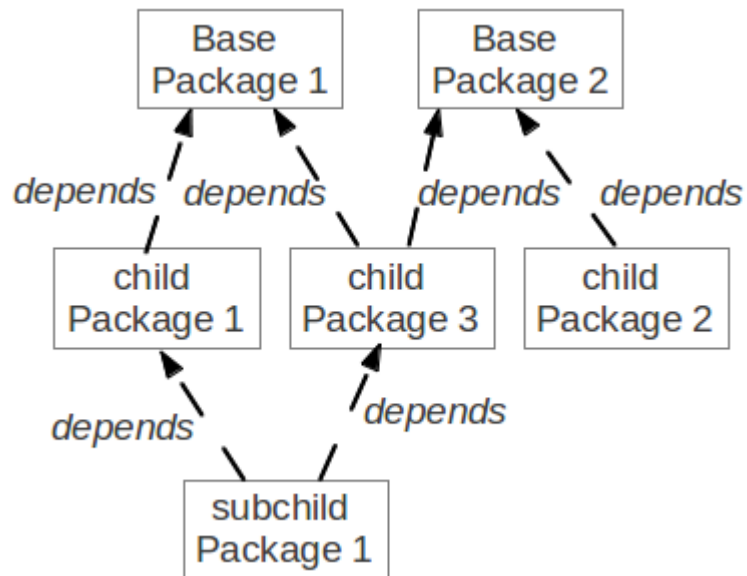 Base
Package 1
Base
Package 2
depends
depends
depends
depends
child
Package 1
child
Package 3
child
Package 2
depends
depends
subchild
Package 1